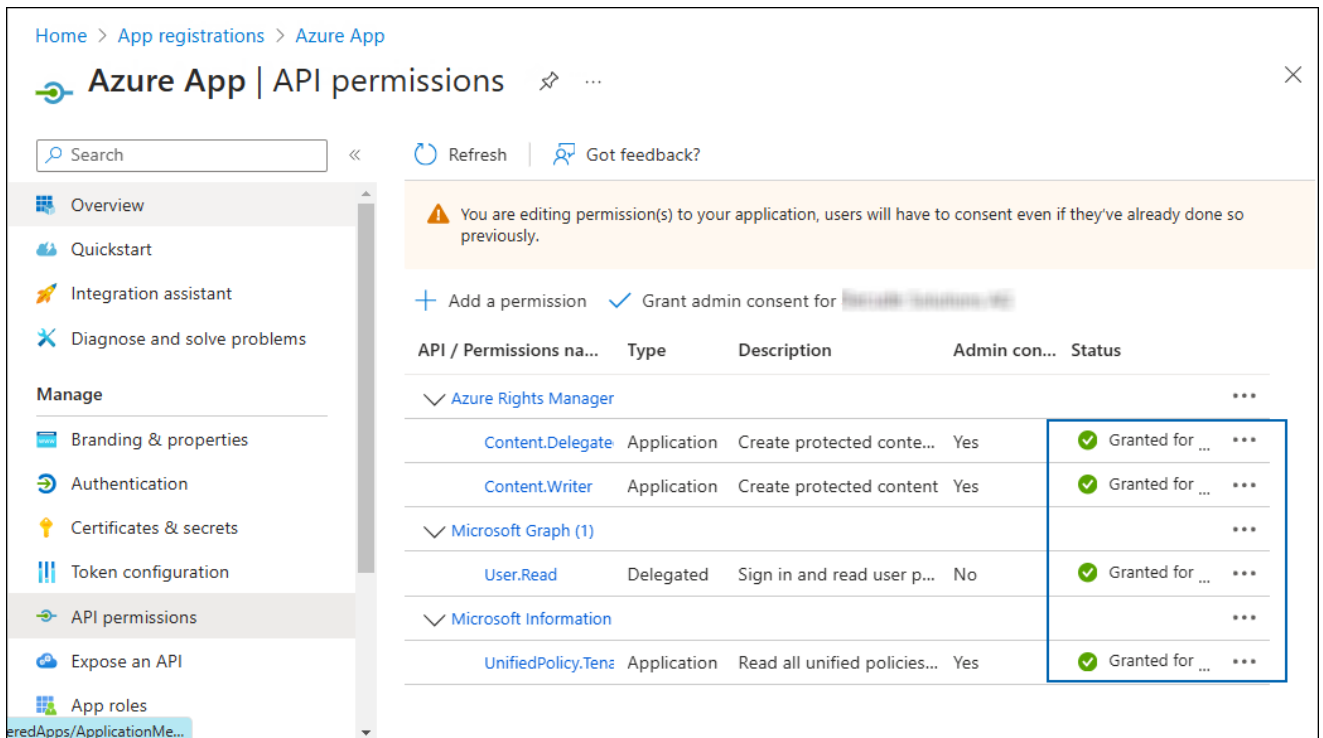 Home > App registrations > Azure App
Azure App | API permissions
Search
Refresh
Got feedback?
Overview
Quickstart
Integration assistant
Diagnose and solve problems
Manage
Branding & properties
Authentication
Certificates & secrets
Token configuration
API permissions
Expose an API
App roles
eredApps/ApplicationMe...
You are editing permission(s) to your application, users will have to consent even if they've already done so
previously.
Add a permission
Grant admin consent for
API / Permissions na... Type Description Admin con... Status
Azure Rights Manager
Content.Delegate Application Create protected conte... Yes Granted for ...
Content.Writer Application Create protected content Yes Granted for ...
Microsoft Graph (1)
User.Read Delegated Sign in and read user p... No Granted for ...
Microsoft Information
UnifiedPolicy.Tena Application Read all unified policies... Yes Granted for ...